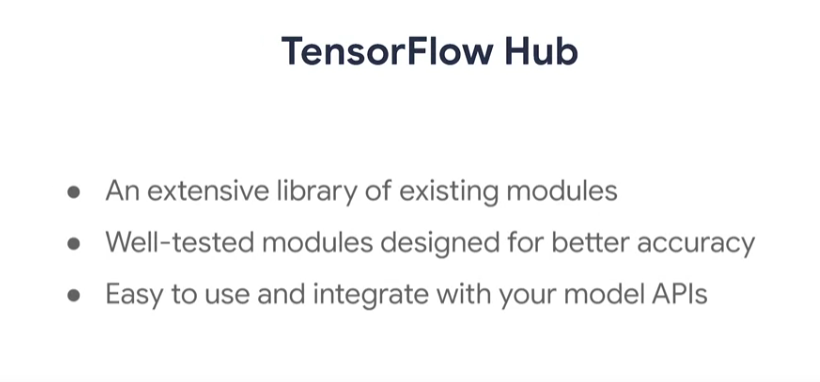 TensorFlow Hub
● An extensive library of existing modules
● Well-tested modules designed for better accuracy
● Easy to use and integrate with your model APIs